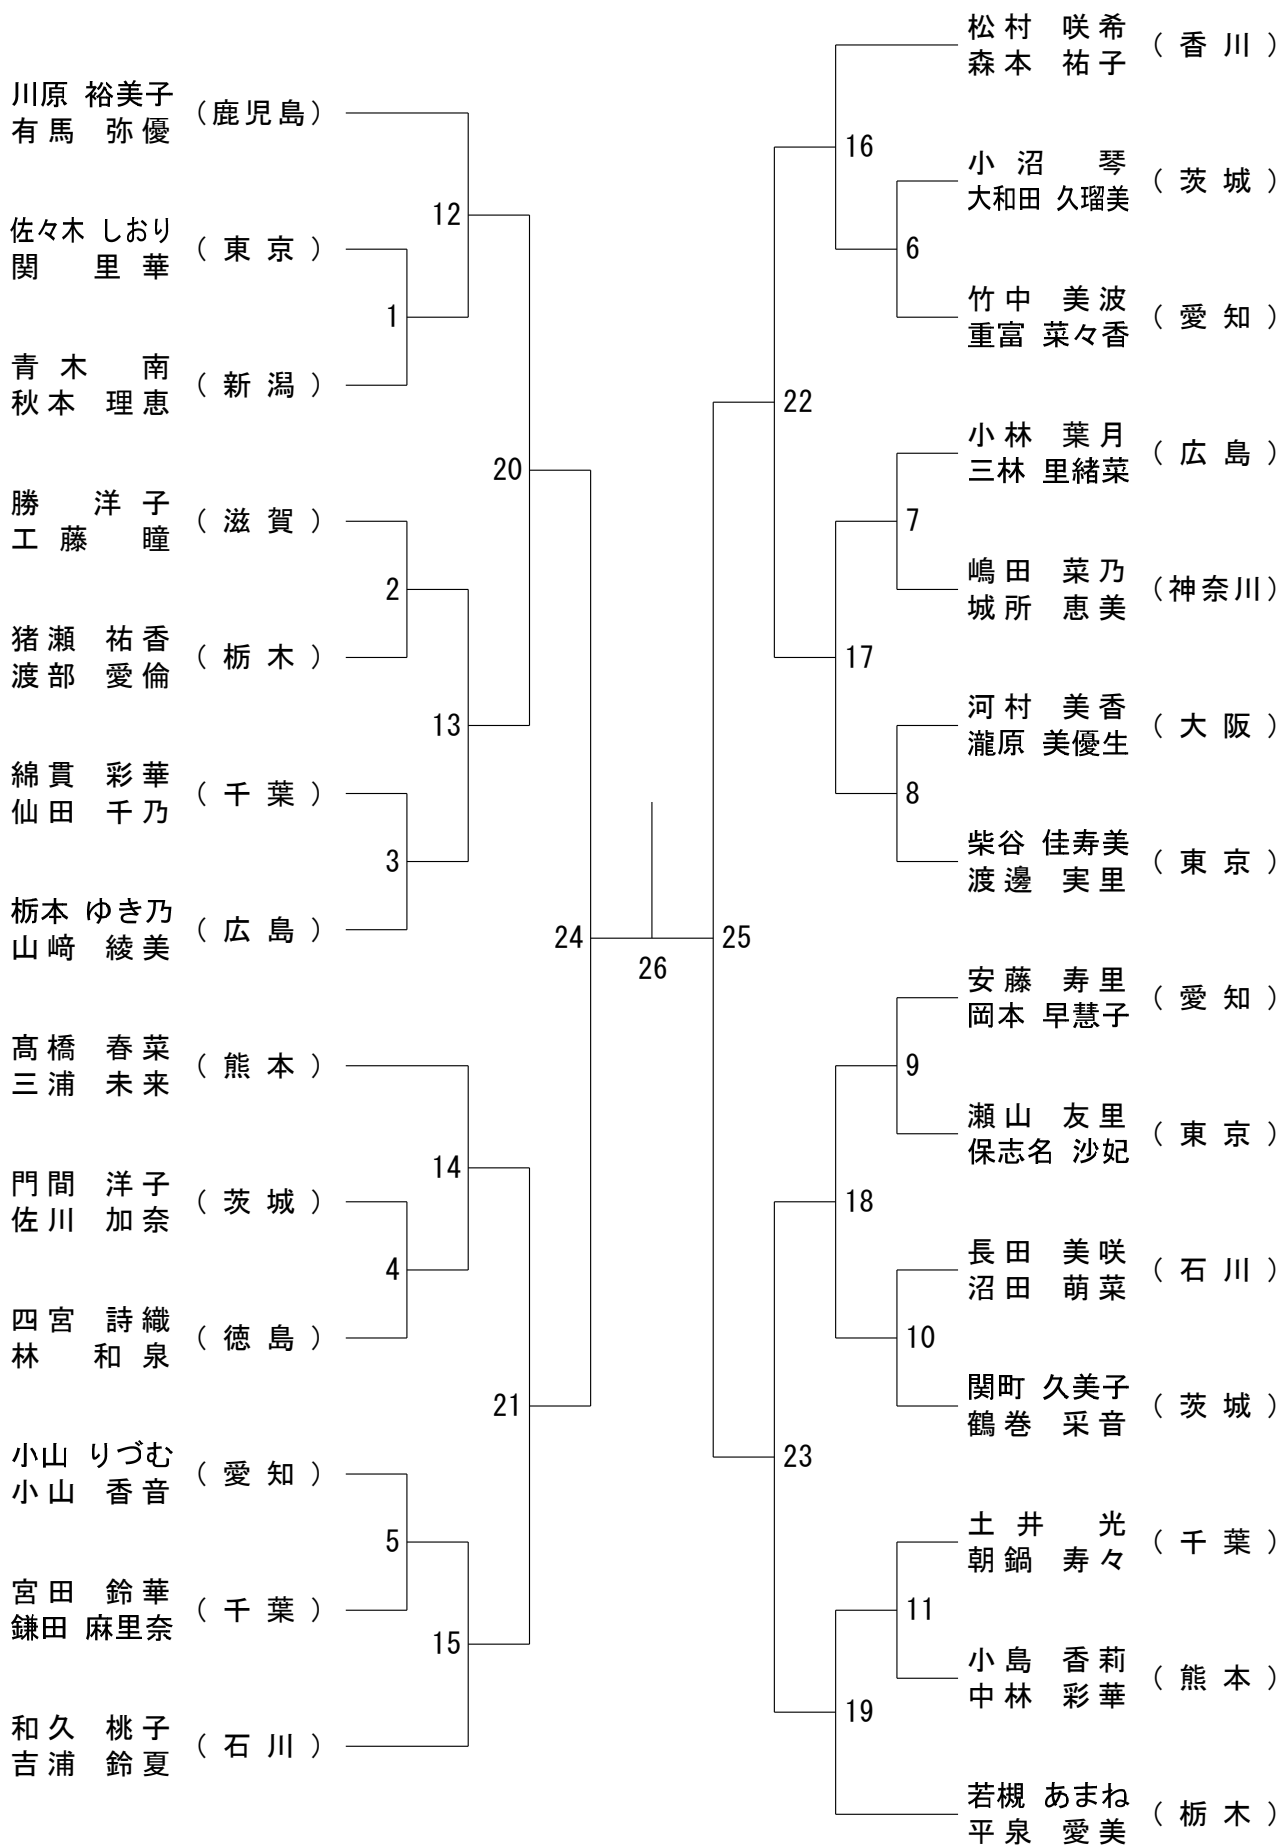 川原 裕美子
有馬 弥優
（鹿児島）
佐々木 しおり
関 里華
（東京）
青木 南
秋本 理恵
（新潟）
勝 洋子
工藤 瞳
（滋賀）
猪瀬 祐香
渡部 愛倫
（栃木）
綿貫 彩華
仙田 千乃
（千葉）
栃本 ゆき乃
山﨑 綾美
（広島）
髙橋 春菜
三浦 未来
（熊本）
門間 洋子
佐川 加奈
（茨城）
四宮 詩織
林 和泉
（徳島）
小山 りづむ
小山 香音
（愛知）
宮田 鈴華
鎌田 麻里奈
（千葉）
和久 桃子
吉浦 鈴夏
（石川）
1
2
3
4
5
12
13
14
15
20
21
24
26
25
22
23
16
17
18
19
6
7
8
9
10
11
松村 咲希
森本 祐子
（香川）
小沼 琴
大和田 久瑠美
（茨城）
竹中 美波
重富 菜々香
（愛知）
小林 葉月
三林 里緒菜
（広島）
嶋田 菜乃
城所 恵美
（神奈川）
河村 美香
瀧原 美優生
（大阪）
柴谷 佳寿美
渡邊 実里
（東京）
安藤 寿里
岡本 早慧子
（愛知）
瀬山 友里
保志名 沙妃
（東京）
長田 美咲
沼田 萌菜
（石川）
関町 久美子
鶴巻 采音
（茨城）
土井 光
朝鍋 寿々
（千葉）
小島 香莉
中林 彩華
（熊本）
若槻 あまね
平泉 愛美
（栃木）